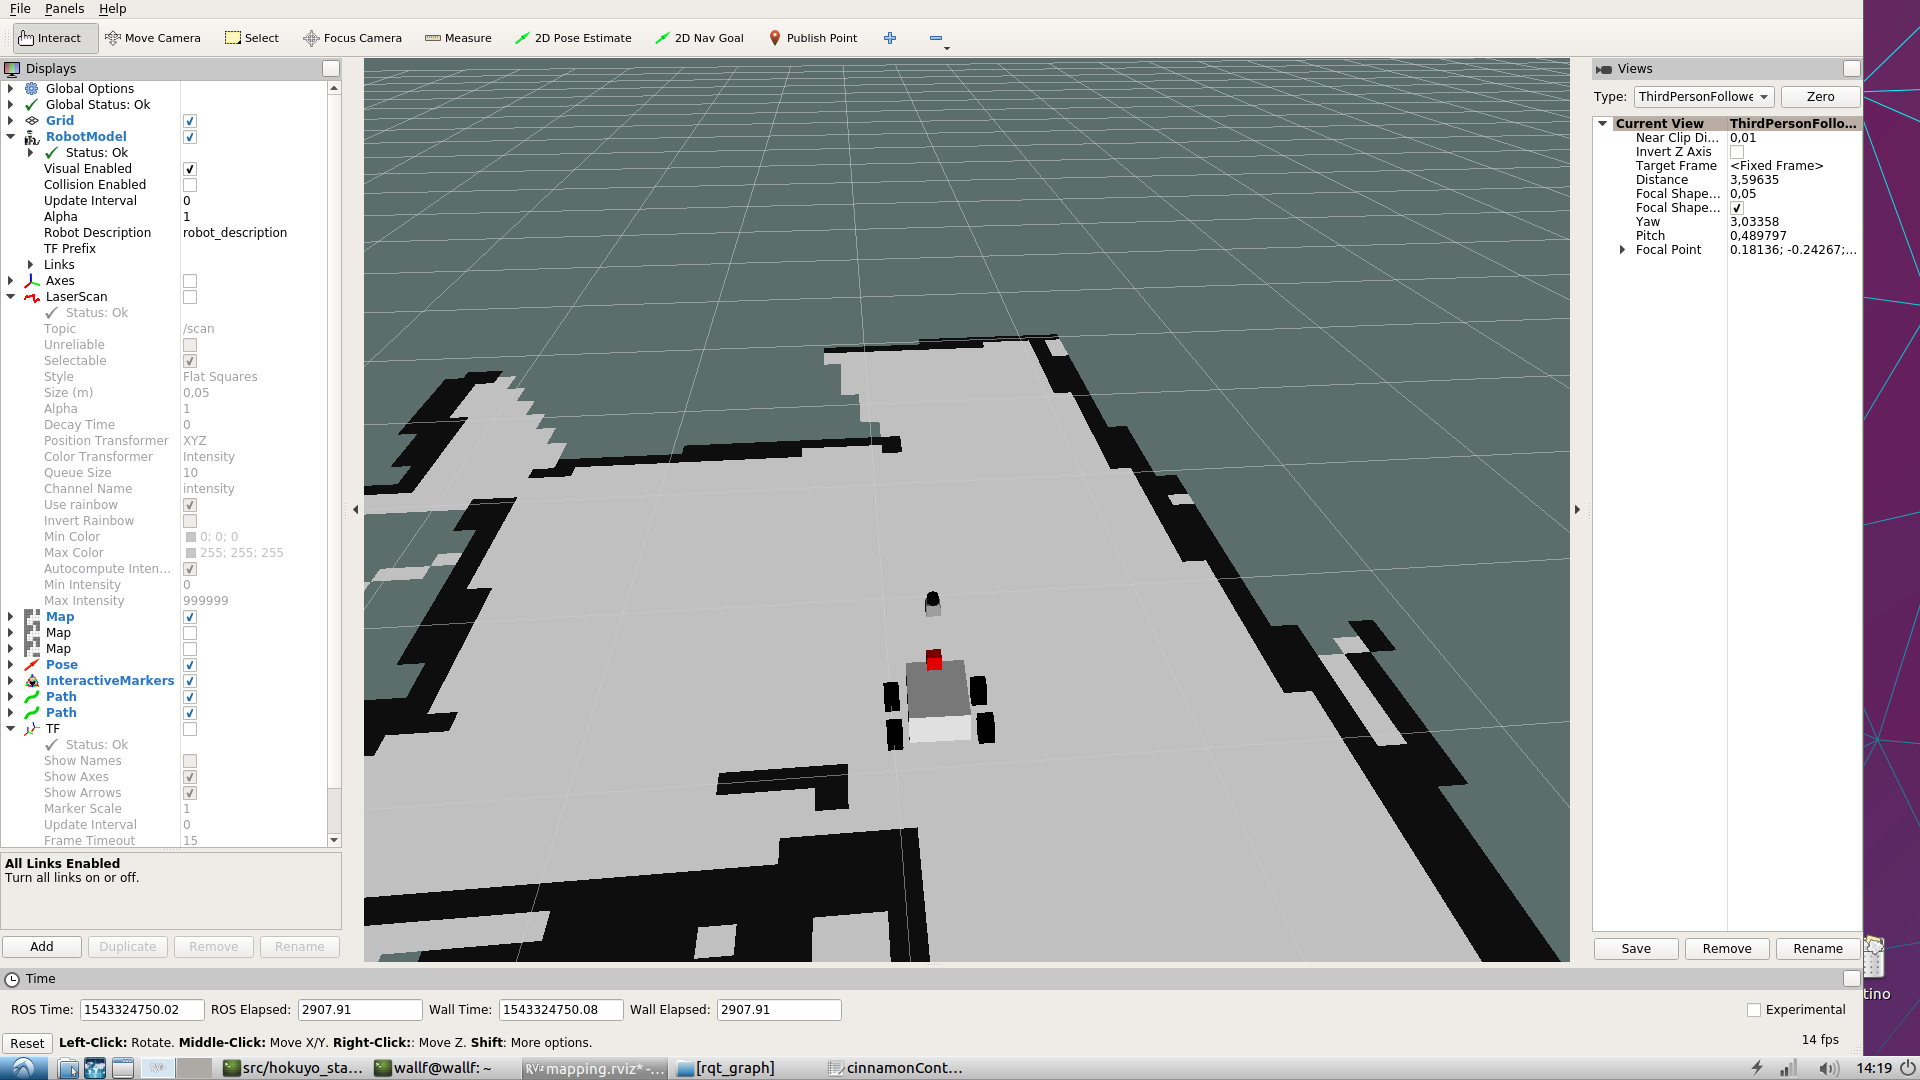 File Panels Help
Interact Move Camera Select Focus Camera Measure 2D Pose Estimate 2D Nav Goal Publish Point
Displays
Global Options
Global Status: Ok
Grid
RobotModel
Status: Ok
Visual Enabled
Collision Enabled
Update Interval 0
Alpha 1
Robot Description robot_description
TF Prefix
Links
Axes
LaserScan
Status: Ok
Topic /scan
Unreliable
Selectable
Style Flat Squares
Size (m) 0,05
Alpha 1
Decay Time 0
Position Transformer XYZ
Color Transformer Intensity
Queue Size 10
Channel Name intensity
Use rainbow
Invert Rainbow
Min Color 0; 0; 0
Max Color 255; 255; 255
Autocompute Inten...
Min Intensity 0
Max Intensity 999999
Map
Map
Map
Pose
InteractiveMarkers
Path
Path
TF
Status: Ok
Show Names
Show Axes
Show Arrows
Marker Scale 1
Update Interval 0
Frame Timeout 15
All Links Enabled
Turn all links on or off.
Add Duplicate Remove Rename
Views
Type: ThirdPersonFollowe Zero
Current View ThirdPersonFollo...
Near Clip Di... 0,01
Invert Z Axis
Target Frame <Fixed Frame>
Distance 3,59635
Focal Shape... 0,05
Focal Shape...
Yaw 3,03358
Pitch 0,489797
Focal Point 0.18136; -0.24267;...
Save Remove Rename
Time
ROS Time: 1543324750.02 ROS Elapsed: 2907.91 Wall Time: 1543324750.08 Wall Elapsed: 2907.91 Experimental
Reset Left-Click: Rotate. Middle-Click: Move X/Y. Right-Click:: Move Z. Shift: More options. 14 fps
tino
src/hokuyo_sta... wallf@wallf: ~ RViz mapping.rviz* -... [rqt_graph] cinnamonCont... 14:19